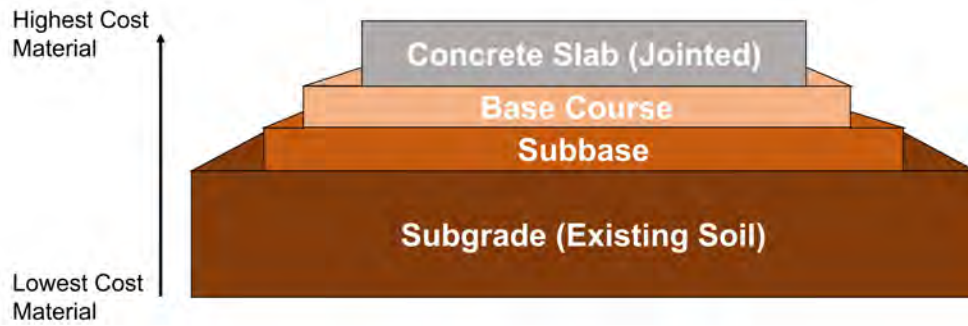 Highest Cost
Material
Concrete Slab (Jointed)
Base Course
Subbase
Subgrade (Existing Soil)
Lowest Cost
Material